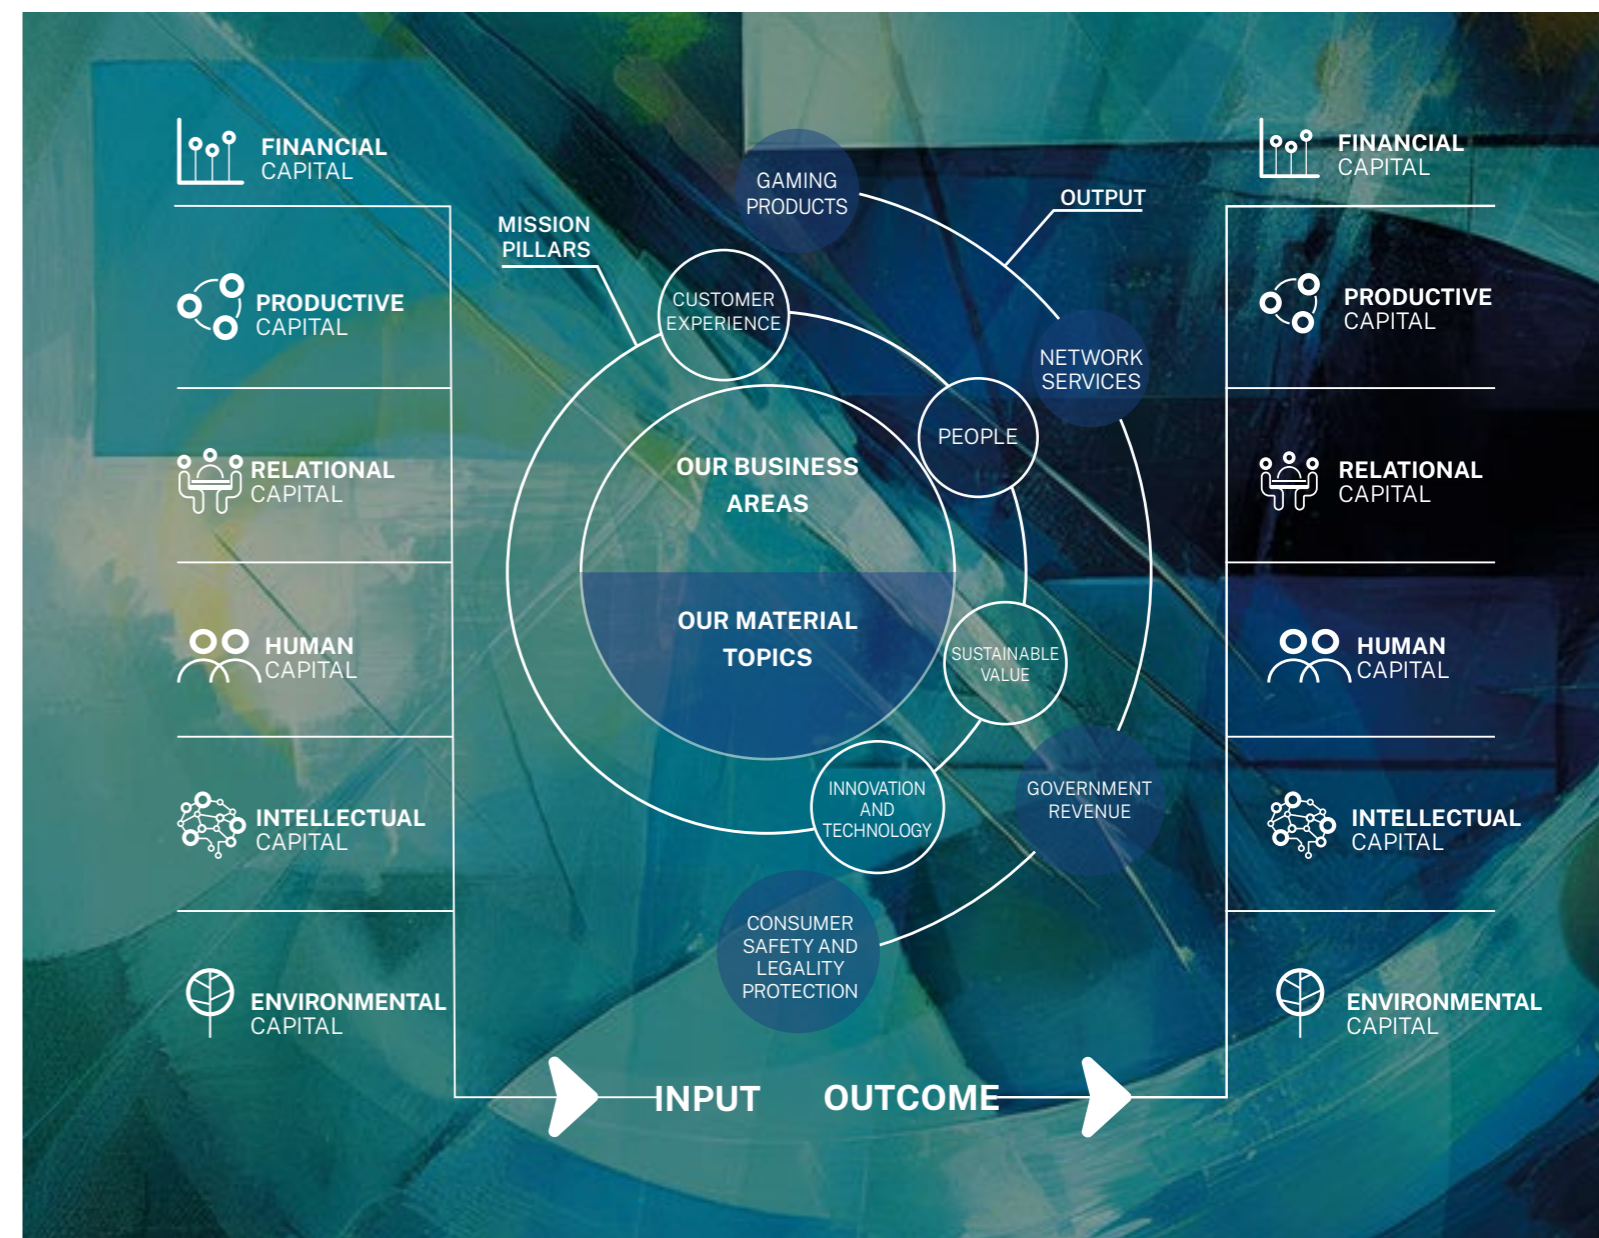 FINANCIAL
CAPITAL
PRODUCTIVE
CAPITAL
RELATIONAL
CAPITAL
HUMAN
CAPITAL
INTELLECTUAL
CAPITAL
ENVIRONMENTAL
CAPITAL
MISSION
PILLARS
CUSTOMER
EXPERIENCE
PEOPLE
SUSTAINABLE
VALUE
INNOVATION
AND
TECHNOLOGY
OUR BUSINESS
AREAS
OUR MATERIAL
TOPICS
OUTPUT
GAMING
PRODUCTS
NETWORK
SERVICES
GOVERNMENT
REVENUE
CONSUMER
SAFETY AND
LEGALITY
PROTECTION
INPUT
OUTCOME
FINANCIAL
CAPITAL
PRODUCTIVE
CAPITAL
RELATIONAL
CAPITAL
HUMAN
CAPITAL
INTELLECTUAL
CAPITAL
ENVIRONMENTAL
CAPITAL